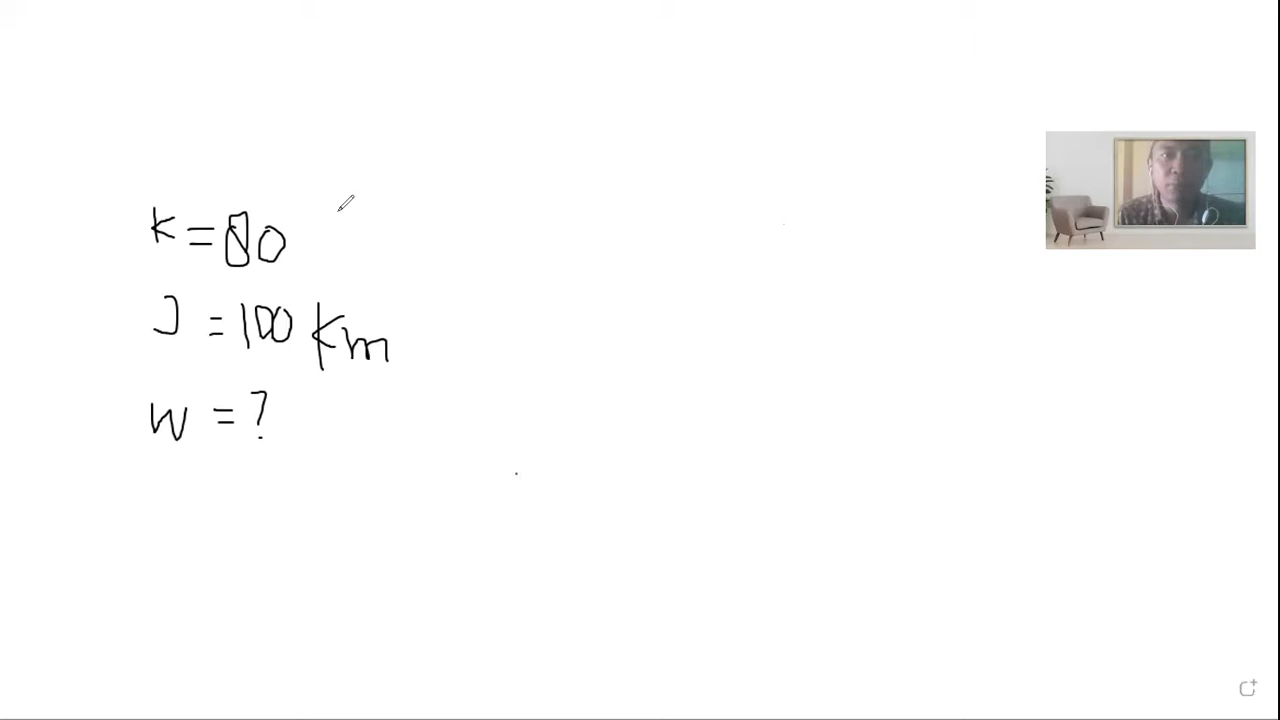 K = 80
J = 100 Km
W = ?